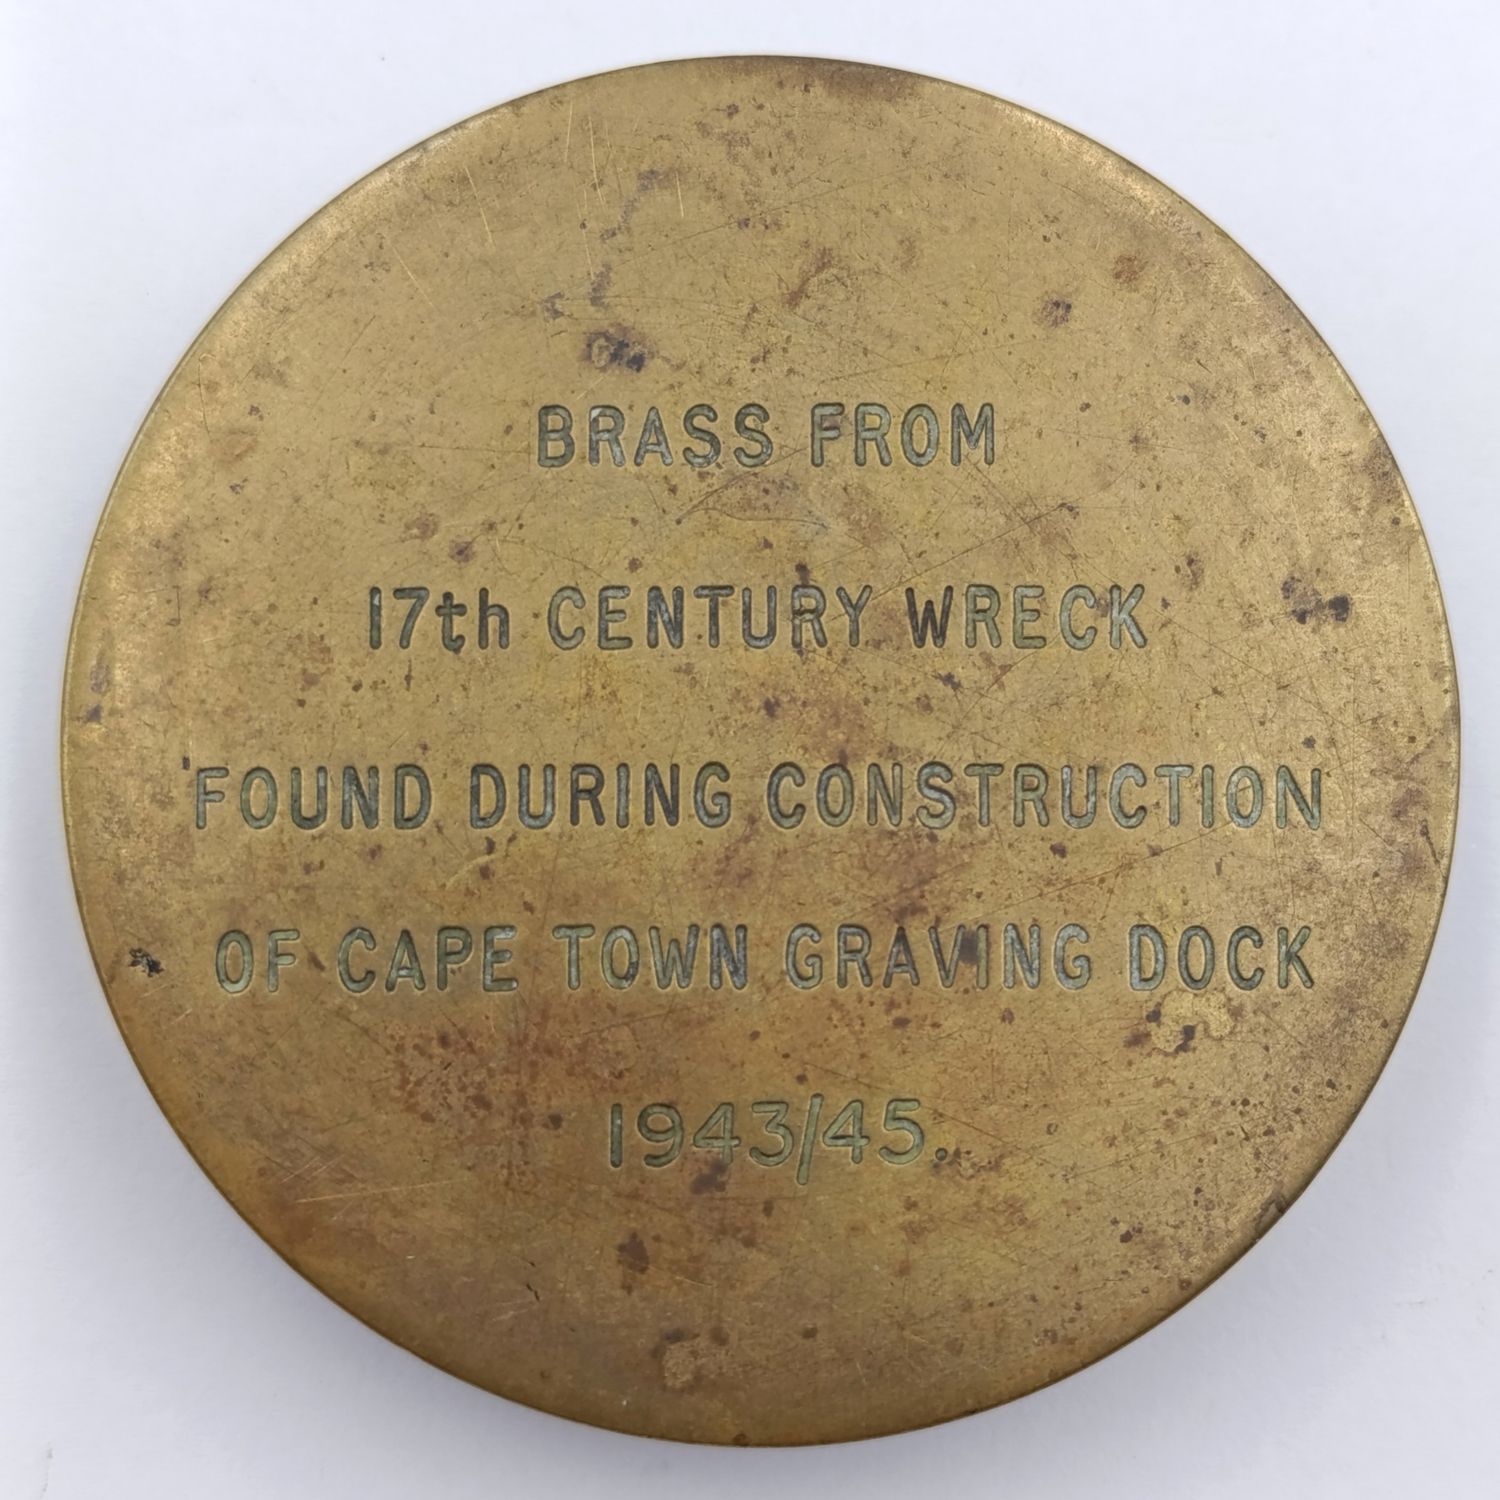 BRASS FROM
17th CENTURY WRECK
FOUND DURING CONSTRUCTION
OF CAPE TOWN GRAVING DOCK
1943/45.